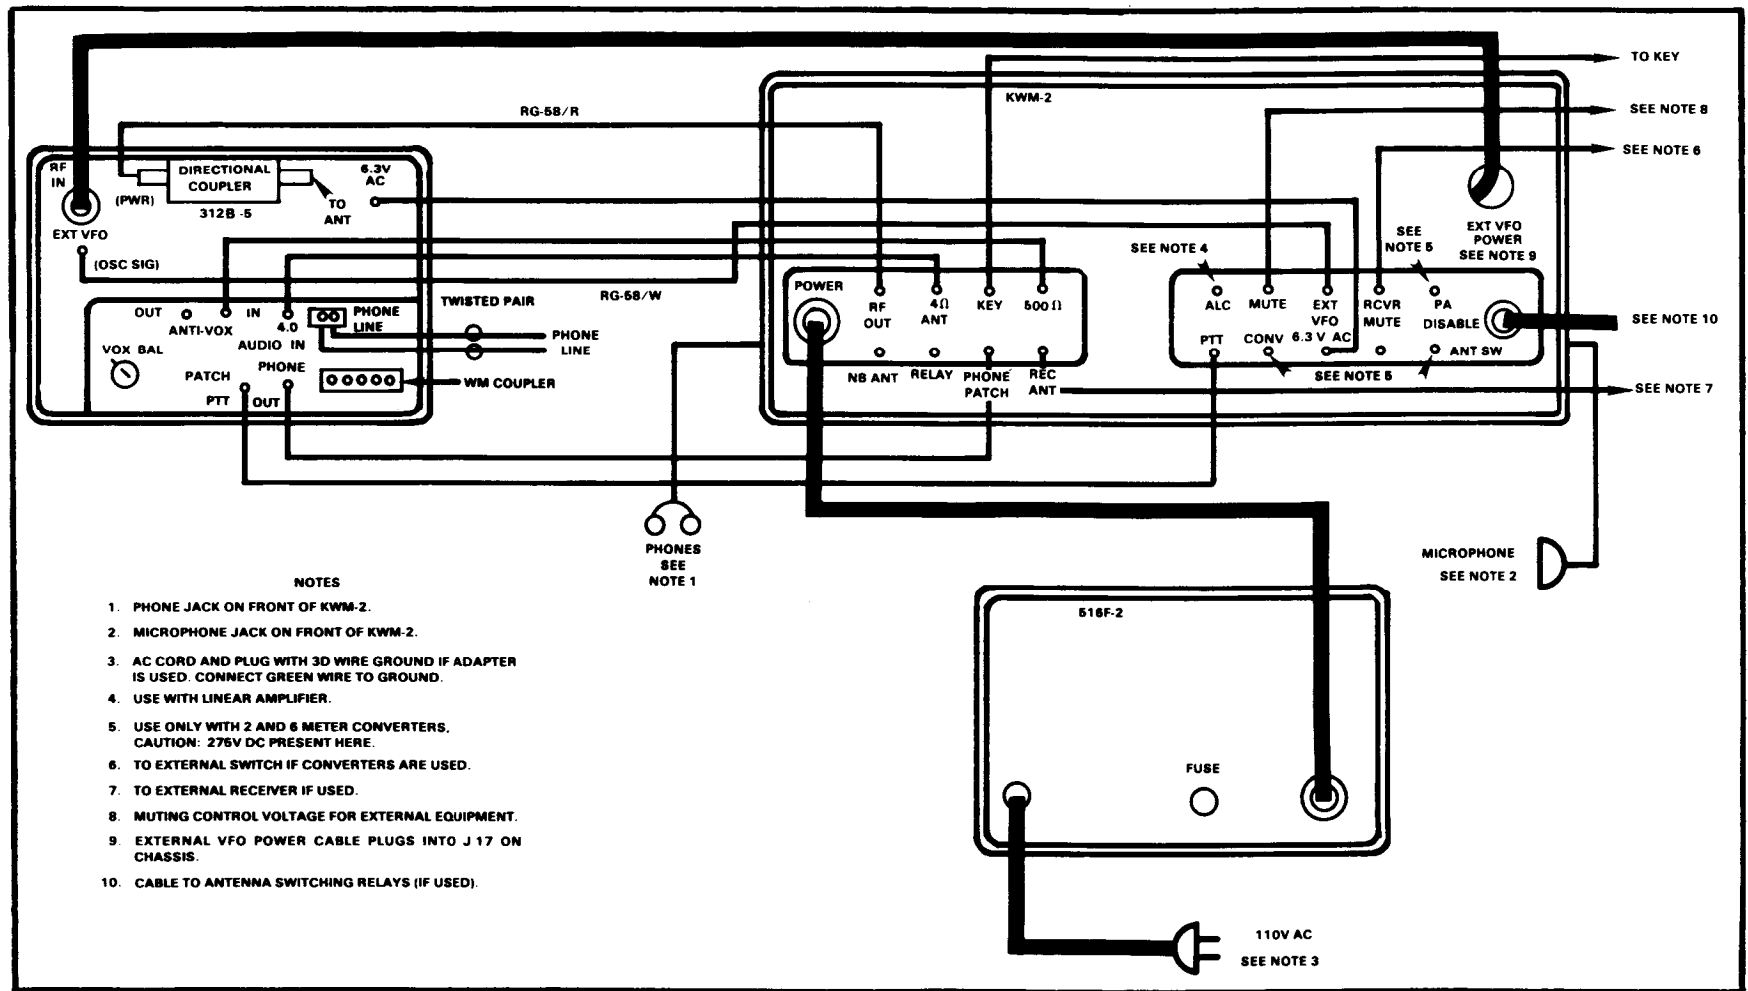 TO KEY
KWM-2
RG-58/R
SEE NOTE 8
SEE NOTE 6
RF
IN
DIRECTIONAL
COUPLER
6.3V
AC
(PWR)
TO
ANT
312B-5
EXT VFO
(OSC SIG)
EXT VFO
POWER
SEE NOTE 9
SEE
NOTE 5
SEE NOTE 4
RG-58/W
TWISTED PAIR
OUT
ANTI-VOX
IN
4.0
AUDIO IN
PHONE
LINE
PHONE
LINE
VOX BAL
PATCH
PTT
PHONE
OUT
WM COUPLER
POWER
RF
OUT
4Ω
ANT
KEY
500Ω
NB ANT
RELAY
PHONE
PATCH
REC
ANT
ALC
MUTE
EXT
VFO
RCVR
MUTE
PA
DISABLE
PTT
CONV
6.3 V AC
ANT SW
SEE NOTE 5
SEE NOTE 10
SEE NOTE 7
PHONES
SEE
NOTE 1
MICROPHONE
SEE NOTE 2
516F-2
FUSE
110V AC
SEE NOTE 3
NOTES
1. PHONE JACK ON FRONT OF KWM-2.
2. MICROPHONE JACK ON FRONT OF KWM-2.
3. AC CORD AND PLUG WITH 3D WIRE GROUND IF ADAPTER
IS USED. CONNECT GREEN WIRE TO GROUND.
4. USE WITH LINEAR AMPLIFIER.
5. USE ONLY WITH 2 AND 6 METER CONVERTERS,
CAUTION: 275V DC PRESENT HERE.
6. TO EXTERNAL SWITCH IF CONVERTERS ARE USED.
7. TO EXTERNAL RECEIVER IF USED.
8. MUTING CONTROL VOLTAGE FOR EXTERNAL EQUIPMENT.
9. EXTERNAL VFO POWER CABLE PLUGS INTO J 17 ON
CHASSIS.
10. CABLE TO ANTENNA SWITCHING RELAYS (IF USED).